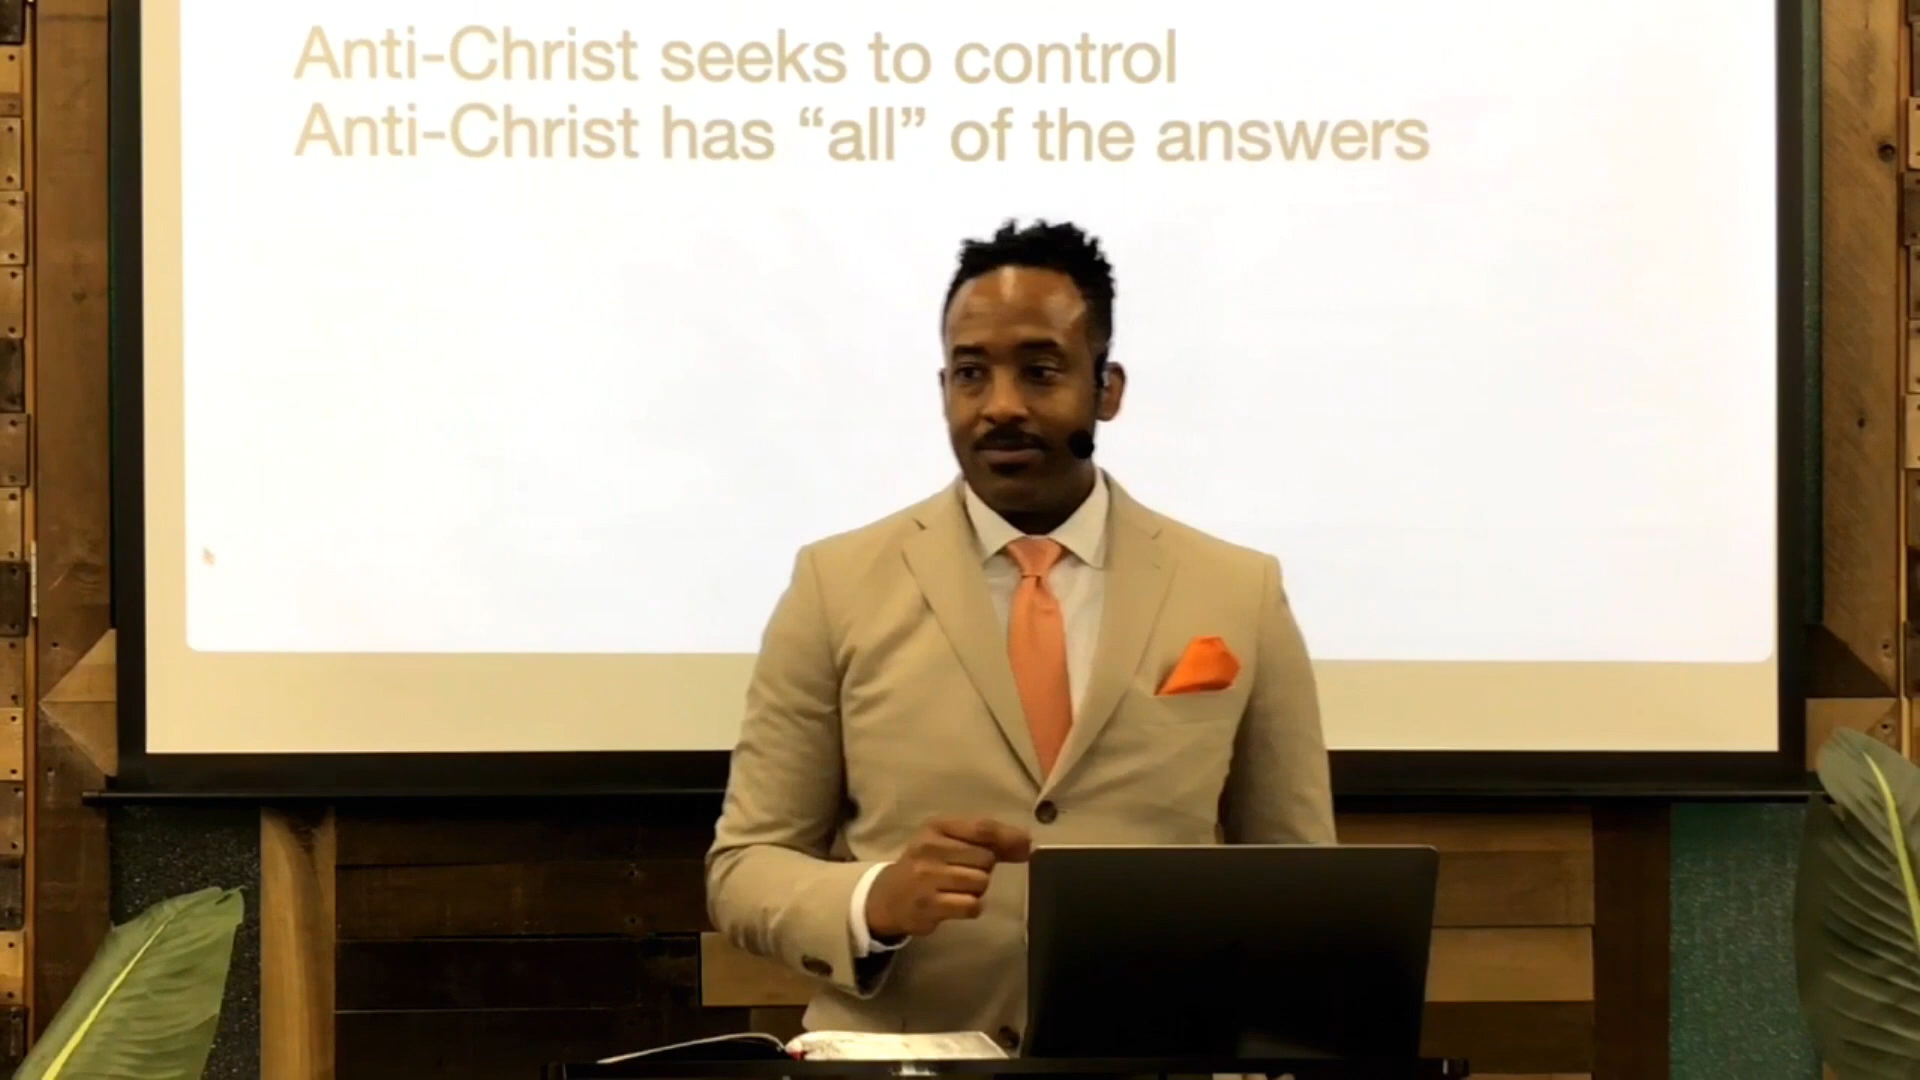 Anti-Christ seeks to control
Anti-Christ has “all” of the answers